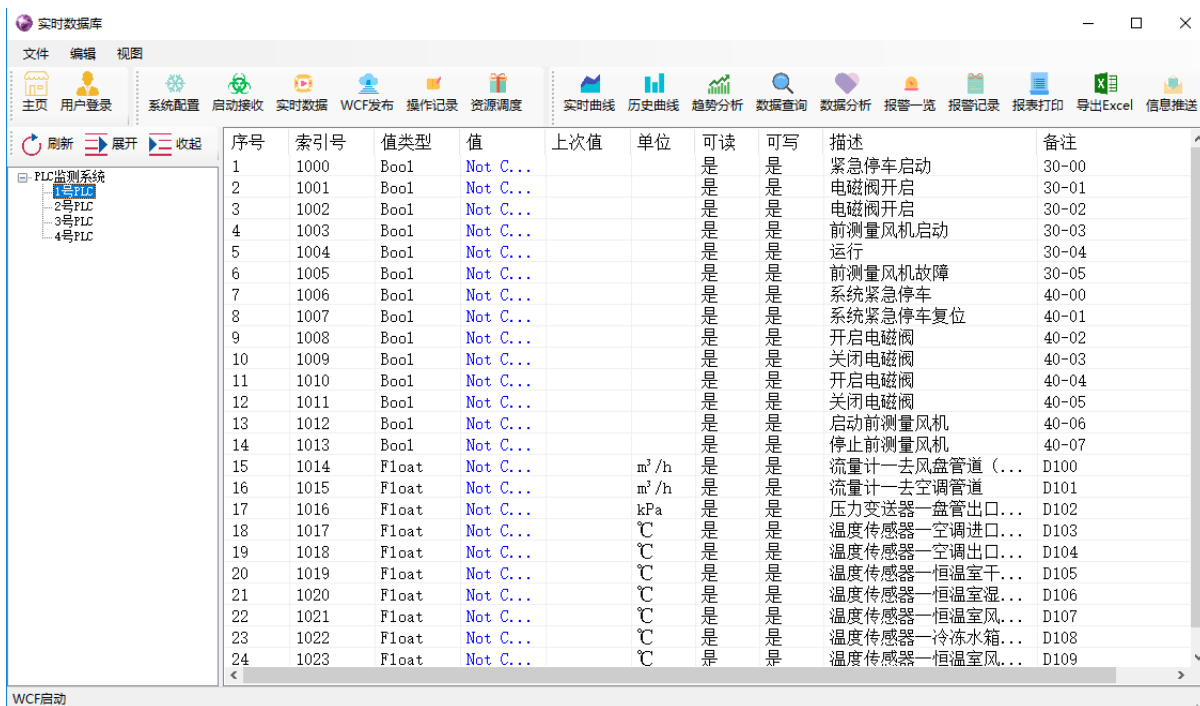 实时数据库
文件 编辑 视图
主页 用户登录 系统配置 启动接收 实时数据 WCF发布 操作记录 资源调度 实时曲线 历史曲线 趋势分析 数据查询 数据分析 报警一览 报警记录 报表打印 导出Excel 信息推送
刷新 展开 收起
PLC监测系统
1号PLC
2号PLC
3号PLC
4号PLC
序号 索引号 值类型 值 上次值 单位 可读 可写 描述 备注
1 1000 Bool Not C... 是 是 紧急停车启动 30-00
2 1001 Bool Not C... 是 是 电磁阀开启 30-01
3 1002 Bool Not C... 是 是 电磁阀开启 30-02
4 1003 Bool Not C... 是 是 前测量风机启动 30-03
5 1004 Bool Not C... 是 是 运行 30-04
6 1005 Bool Not C... 是 是 前测量风机故障 30-05
7 1006 Bool Not C... 是 是 系统紧急停车 40-00
8 1007 Bool Not C... 是 是 系统紧急停车复位 40-01
9 1008 Bool Not C... 是 是 开启电磁阀 40-02
10 1009 Bool Not C... 是 是 关闭电磁阀 40-03
11 1010 Bool Not C... 是 是 开启电磁阀 40-04
12 1011 Bool Not C... 是 是 关闭电磁阀 40-05
13 1012 Bool Not C... 是 是 启动前测量风机 40-06
14 1013 Bool Not C... 是 是 停止前测量风机 40-07
15 1014 Float Not C... m³/h 是 是 流量计—去风盘管道（... D100
16 1015 Float Not C... m³/h 是 是 流量计—去空调管道 D101
17 1016 Float Not C... kPa 是 是 压力变送器—盘管出口... D102
18 1017 Float Not C... ℃ 是 是 温度传感器—空调进口... D103
19 1018 Float Not C... ℃ 是 是 温度传感器—空调出口... D104
20 1019 Float Not C... ℃ 是 是 温度传感器—恒温室干... D105
21 1020 Float Not C... ℃ 是 是 温度传感器—恒温室湿... D106
22 1021 Float Not C... ℃ 是 是 温度传感器—恒温室风... D107
23 1022 Float Not C... ℃ 是 是 温度传感器—冷冻水箱... D108
24 1023 Float Not C... ℃ 是 是 温度传感器—恒温室风... D109
WCF启动